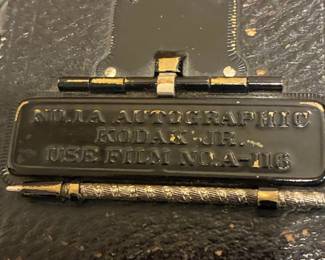 NO.1A AUTOGRAPHIC
KODAK JR.
USE FILM NO.A-116